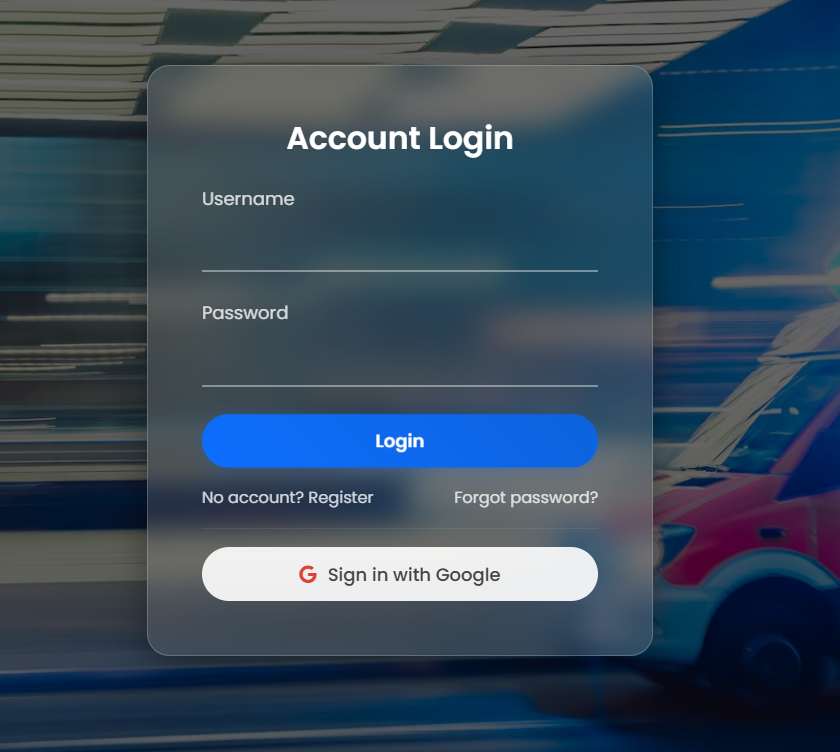 Account Login
Username
Password
Login
No account? Register Forgot password?
Sign in with Google